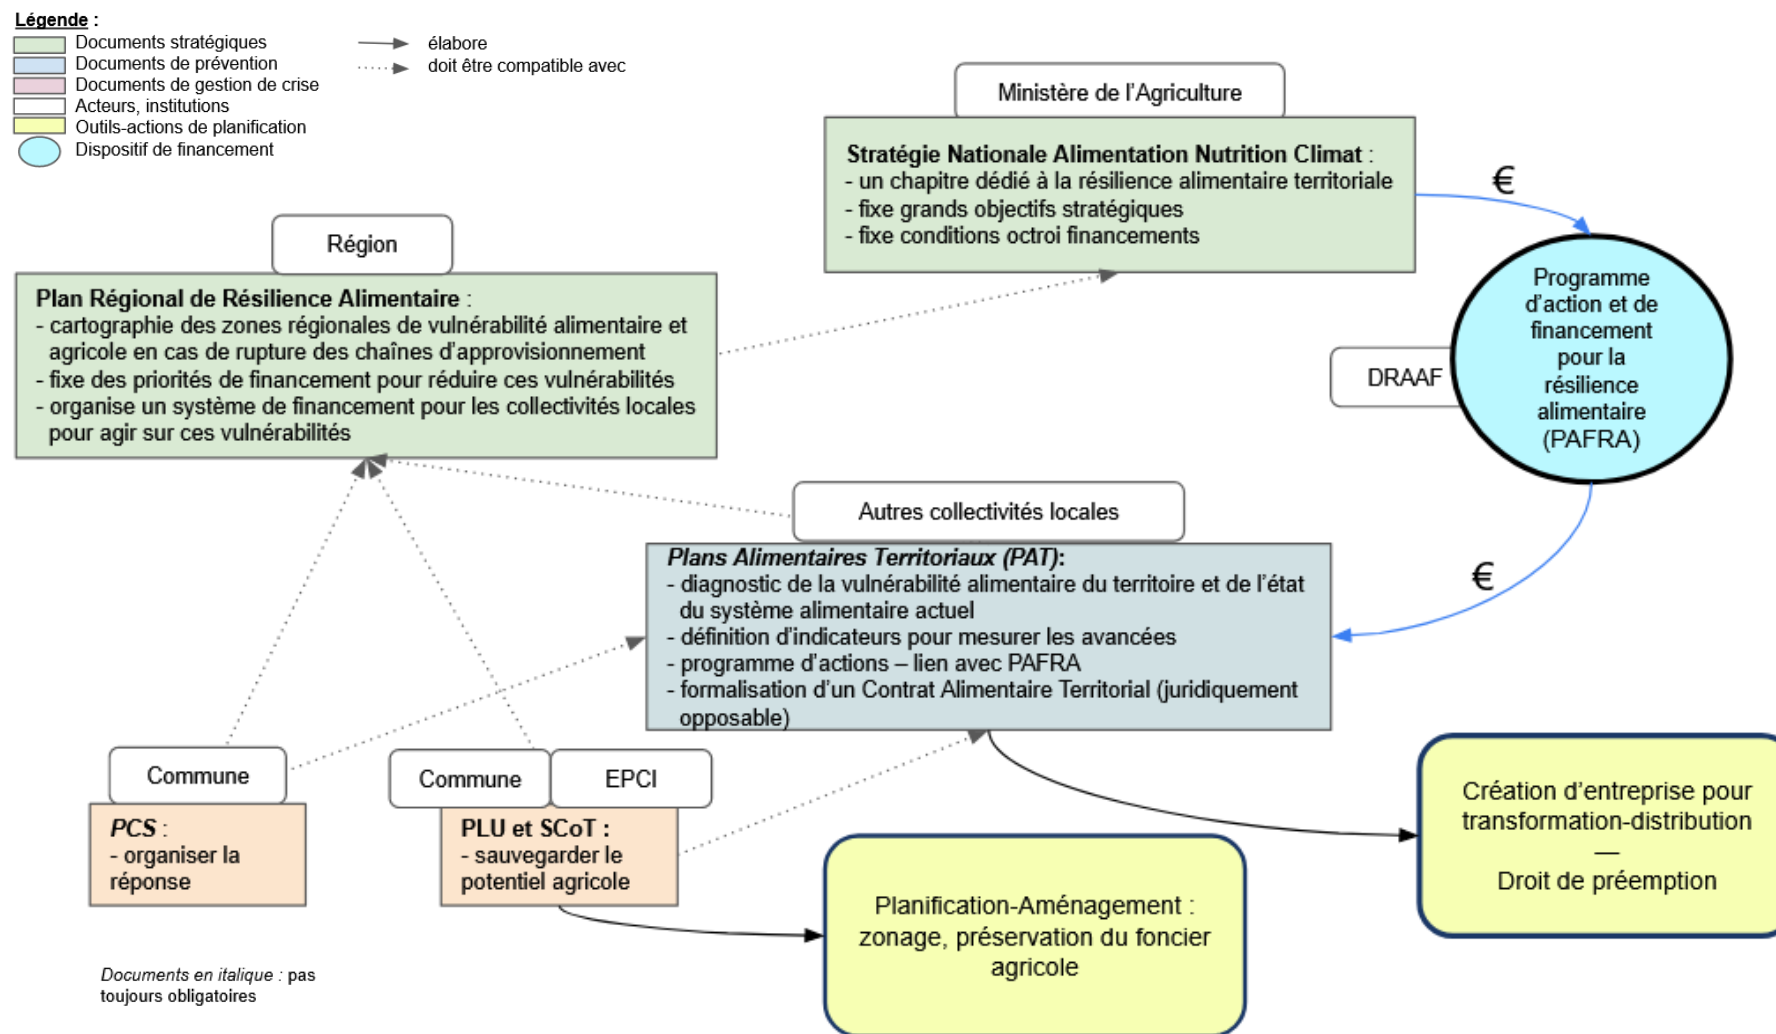 Légende :
Documents stratégiques
Documents de prévention
Documents de gestion de crise
Acteurs, institutions
Outils-actions de planification
Dispositif de financement
élabore
doit être compatible avec
Ministère de l’Agriculture
Stratégie Nationale Alimentation Nutrition Climat :
- un chapitre dédié à la résilience alimentaire territoriale
- fixe grands objectifs stratégiques
- fixe conditions octroi financements
€
Région
Plan Régional de Résilience Alimentaire :
- cartographie des zones régionales de vulnérabilité alimentaire et
agricole en cas de rupture des chaînes d’approvisionnement
- fixe des priorités de financement pour réduire ces vulnérabilités
- organise un système de financement pour les collectivités locales
pour agir sur ces vulnérabilités
Programme
d’action et de
financement
pour la
résilience
alimentaire
(PAFRA)
DRAAF
€
Autres collectivités locales
Plans Alimentaires Territoriaux (PAT):
- diagnostic de la vulnérabilité alimentaire du territoire et de l’état
du système alimentaire actuel
- définition d’indicateurs pour mesurer les avancées
- programme d’actions – lien avec PAFRA
- formalisation d’un Contrat Alimentaire Territorial (juridiquement
opposable)
Commune
PCS :
- organiser la
réponse
Commune
EPCI
PLU et SCoT :
- sauvegarder le
potentiel agricole
Création d’entreprise pour
transformation-distribution
—
Droit de préemption
Planification-Aménagement :
zonage, préservation du foncier
agricole
Documents en italique : pas
toujours obligatoires